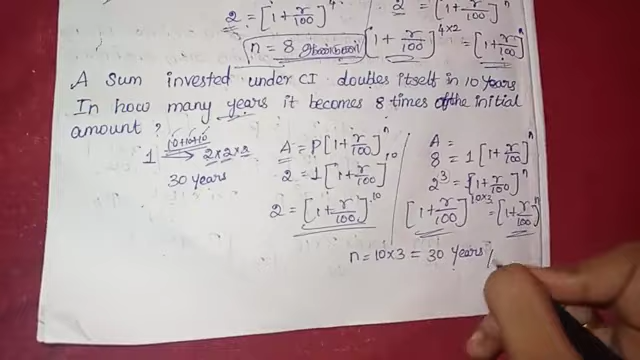 2 = [1+r/100]^4
2 = [1+r/100]^n
n = 8 ஆண்டுகள்
[1+r/100]^4×2 = [1+r/100]^n
A Sum invested under CI doubles itself in 10 years
In how many years it becomes 8 times of the initial
amount ?
10+10+10
1 → 2×2×2
30 years
A = P[1+r/100]^n
2 = 1[1+r/100]^10
2 = [1+r/100]^10
A =
8 = 1[1+r/100]^n
2^3 = [1+r/100]^n
[1+r/100]^10×3 = [1+r/100]^n
n = 10×3 = 30 years